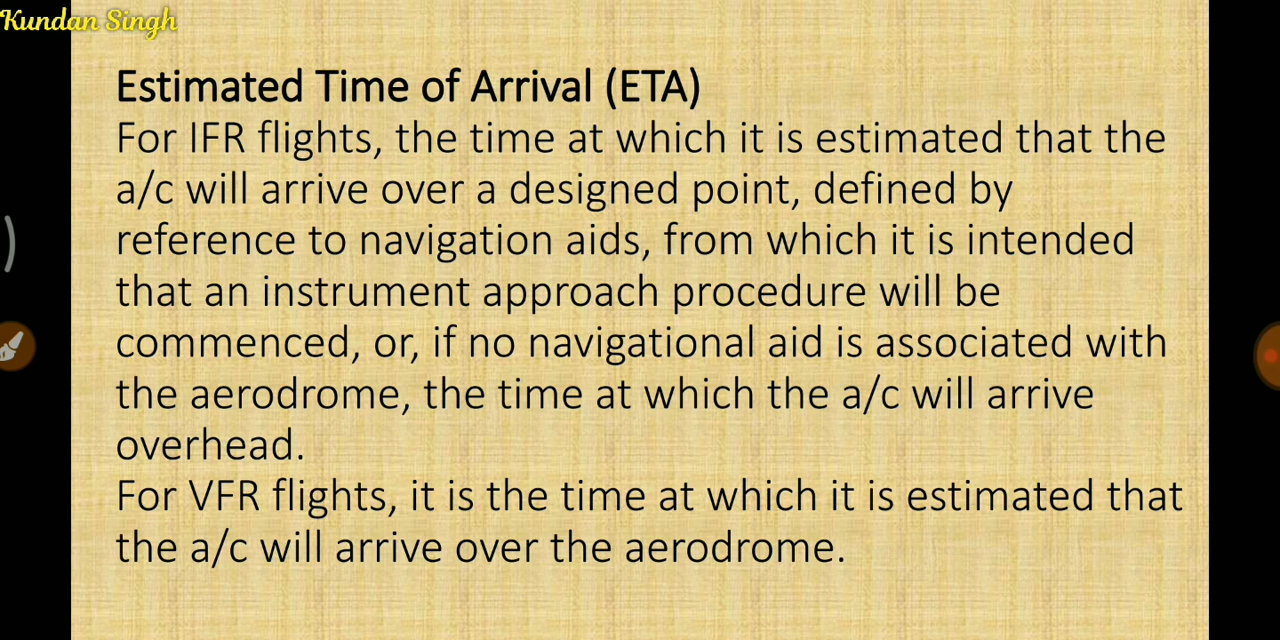 Kundan Singh
Estimated Time of Arrival (ETA)
For IFR flights, the time at which it is estimated that the
a/c will arrive over a designed point, defined by
reference to navigation aids, from which it is intended
that an instrument approach procedure will be
commenced, or, if no navigational aid is associated with
the aerodrome, the time at which the a/c will arrive
overhead.
For VFR flights, it is the time at which it is estimated that
the a/c will arrive over the aerodrome.